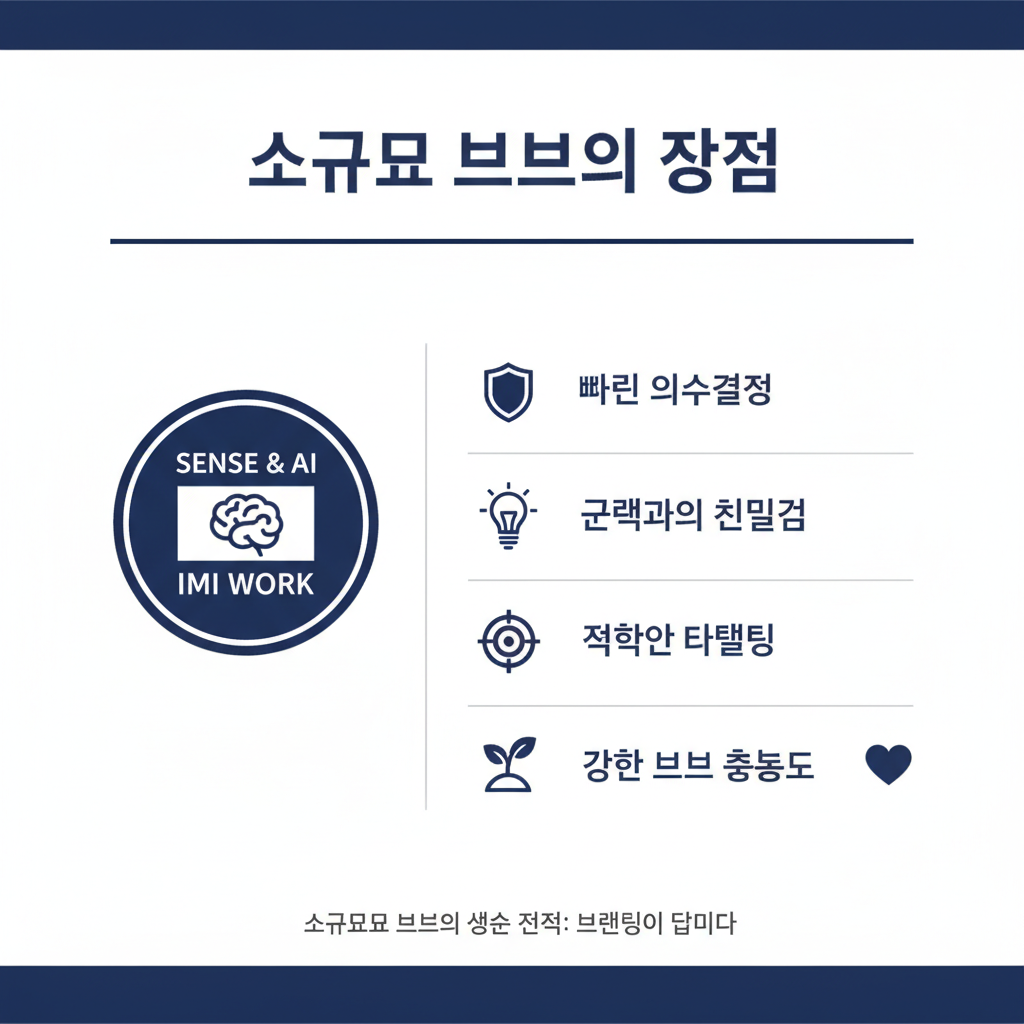 소규묘 브브의 장점
SENSE & AI
IMI WORK
빠린 의수결정
군랙과의 친밀검
적학안 타탤팅
강한 브브 충놓도
소규묘묘 브브의 생순 전적: 브랜팅이 답미다